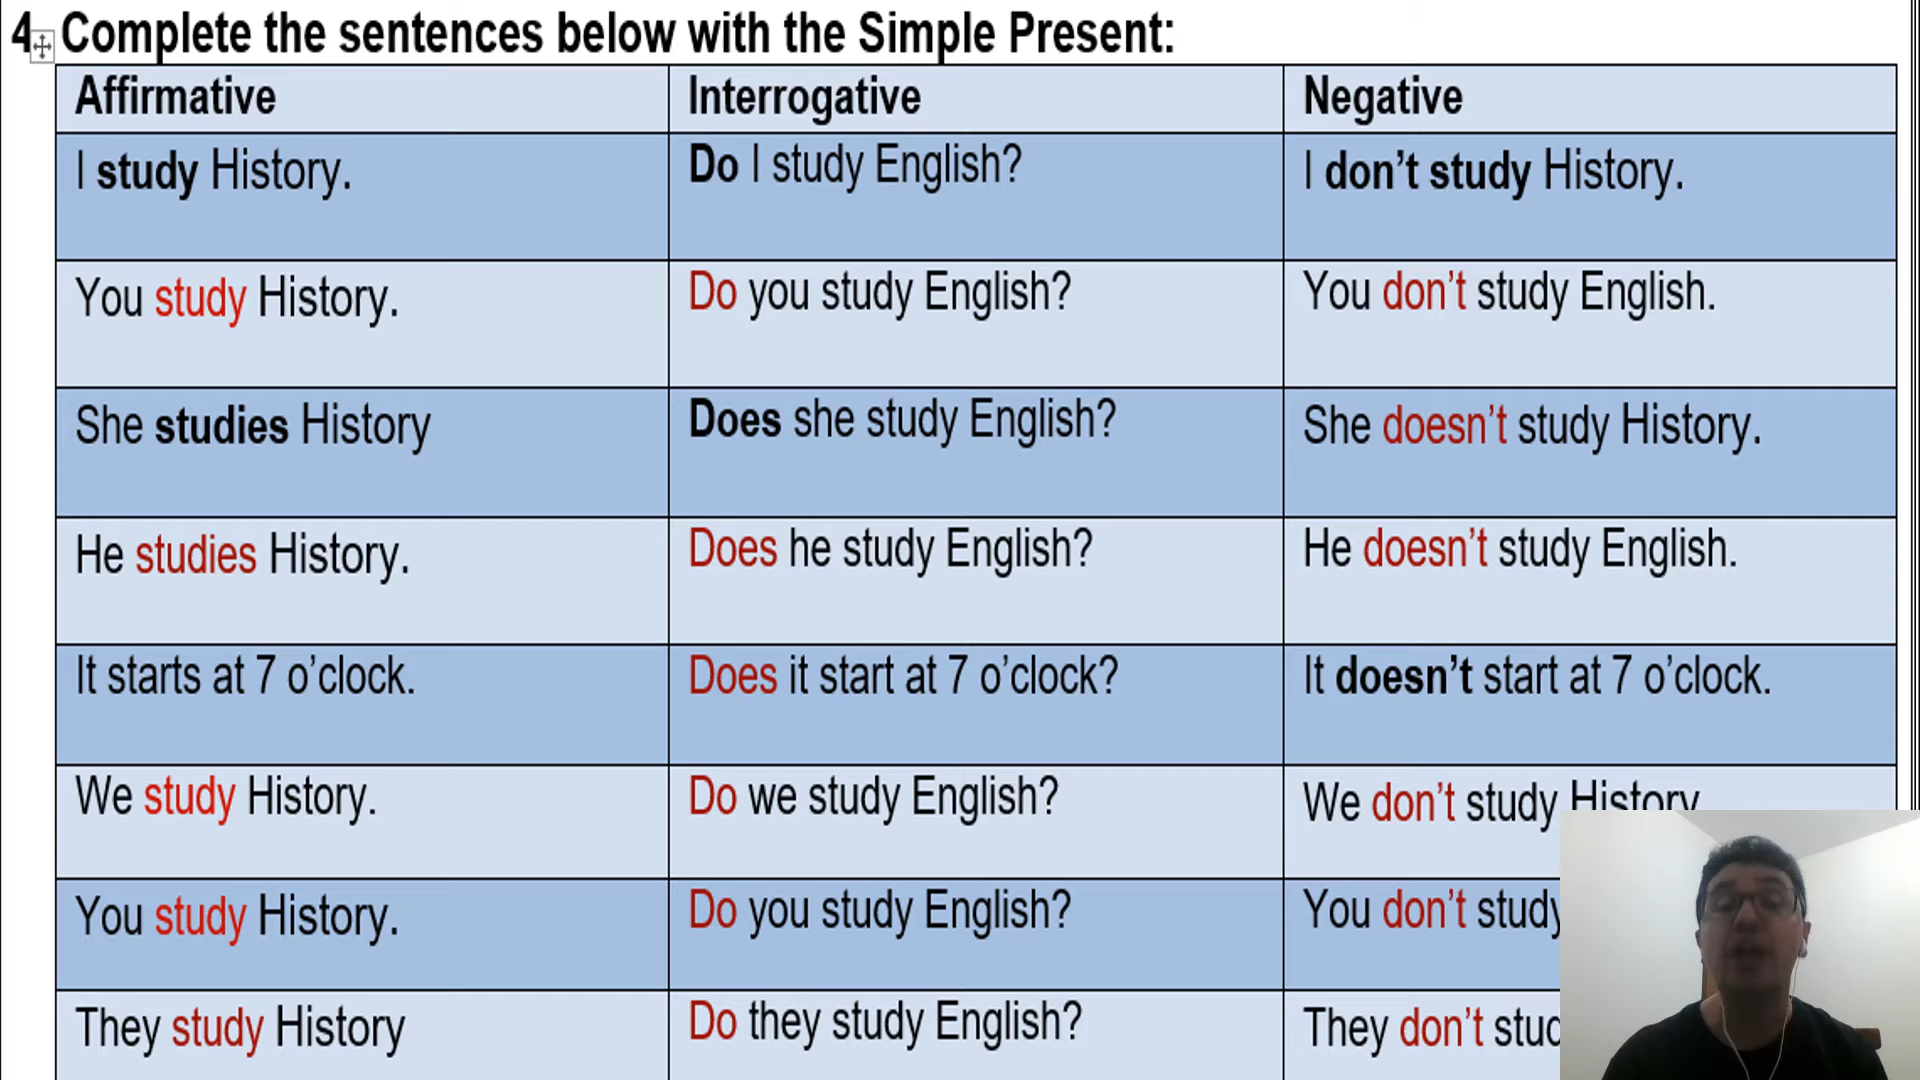 4. Complete the sentences below with the Simple Present:
Affirmative Interrogative Negative
I study History. Do I study English? I don’t study History.
You study History. Do you study English? You don’t study English.
She studies History Does she study English? She doesn’t study History.
He studies History. Does he study English? He doesn’t study English.
It starts at 7 o’clock. Does it start at 7 o’clock? It doesn’t start at 7 o’clock.
We study History. Do we study English? We don’t study History
You study History. Do you study English? You don’t study
They study History Do they study English? They don’t